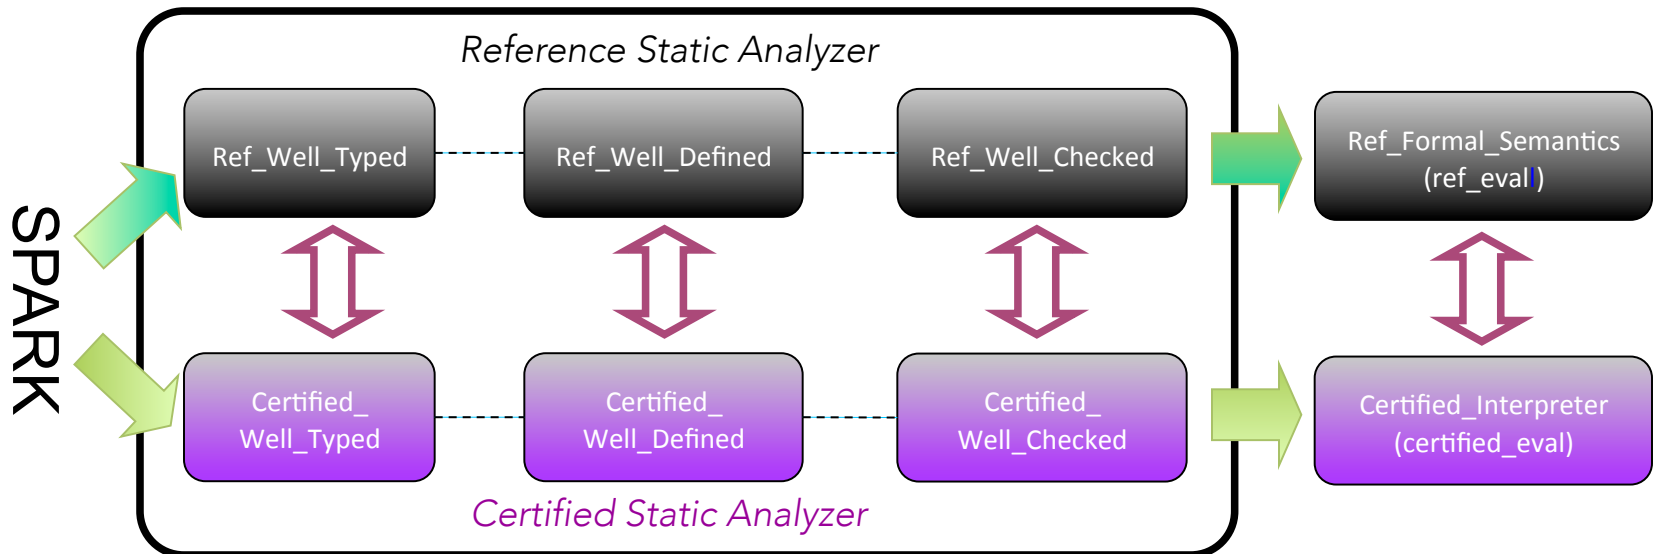 SPARK
Reference Static Analyzer
Ref_Well_Typed
Ref_Well_Defined
Ref_Well_Checked
Ref_Formal_Semantics
(ref_evall)
Certified_
Well_Typed
Certified_
Well_Defined
Certified_
Well_Checked
Certified_Interpreter
(certified_eval)
Certified Static Analyzer